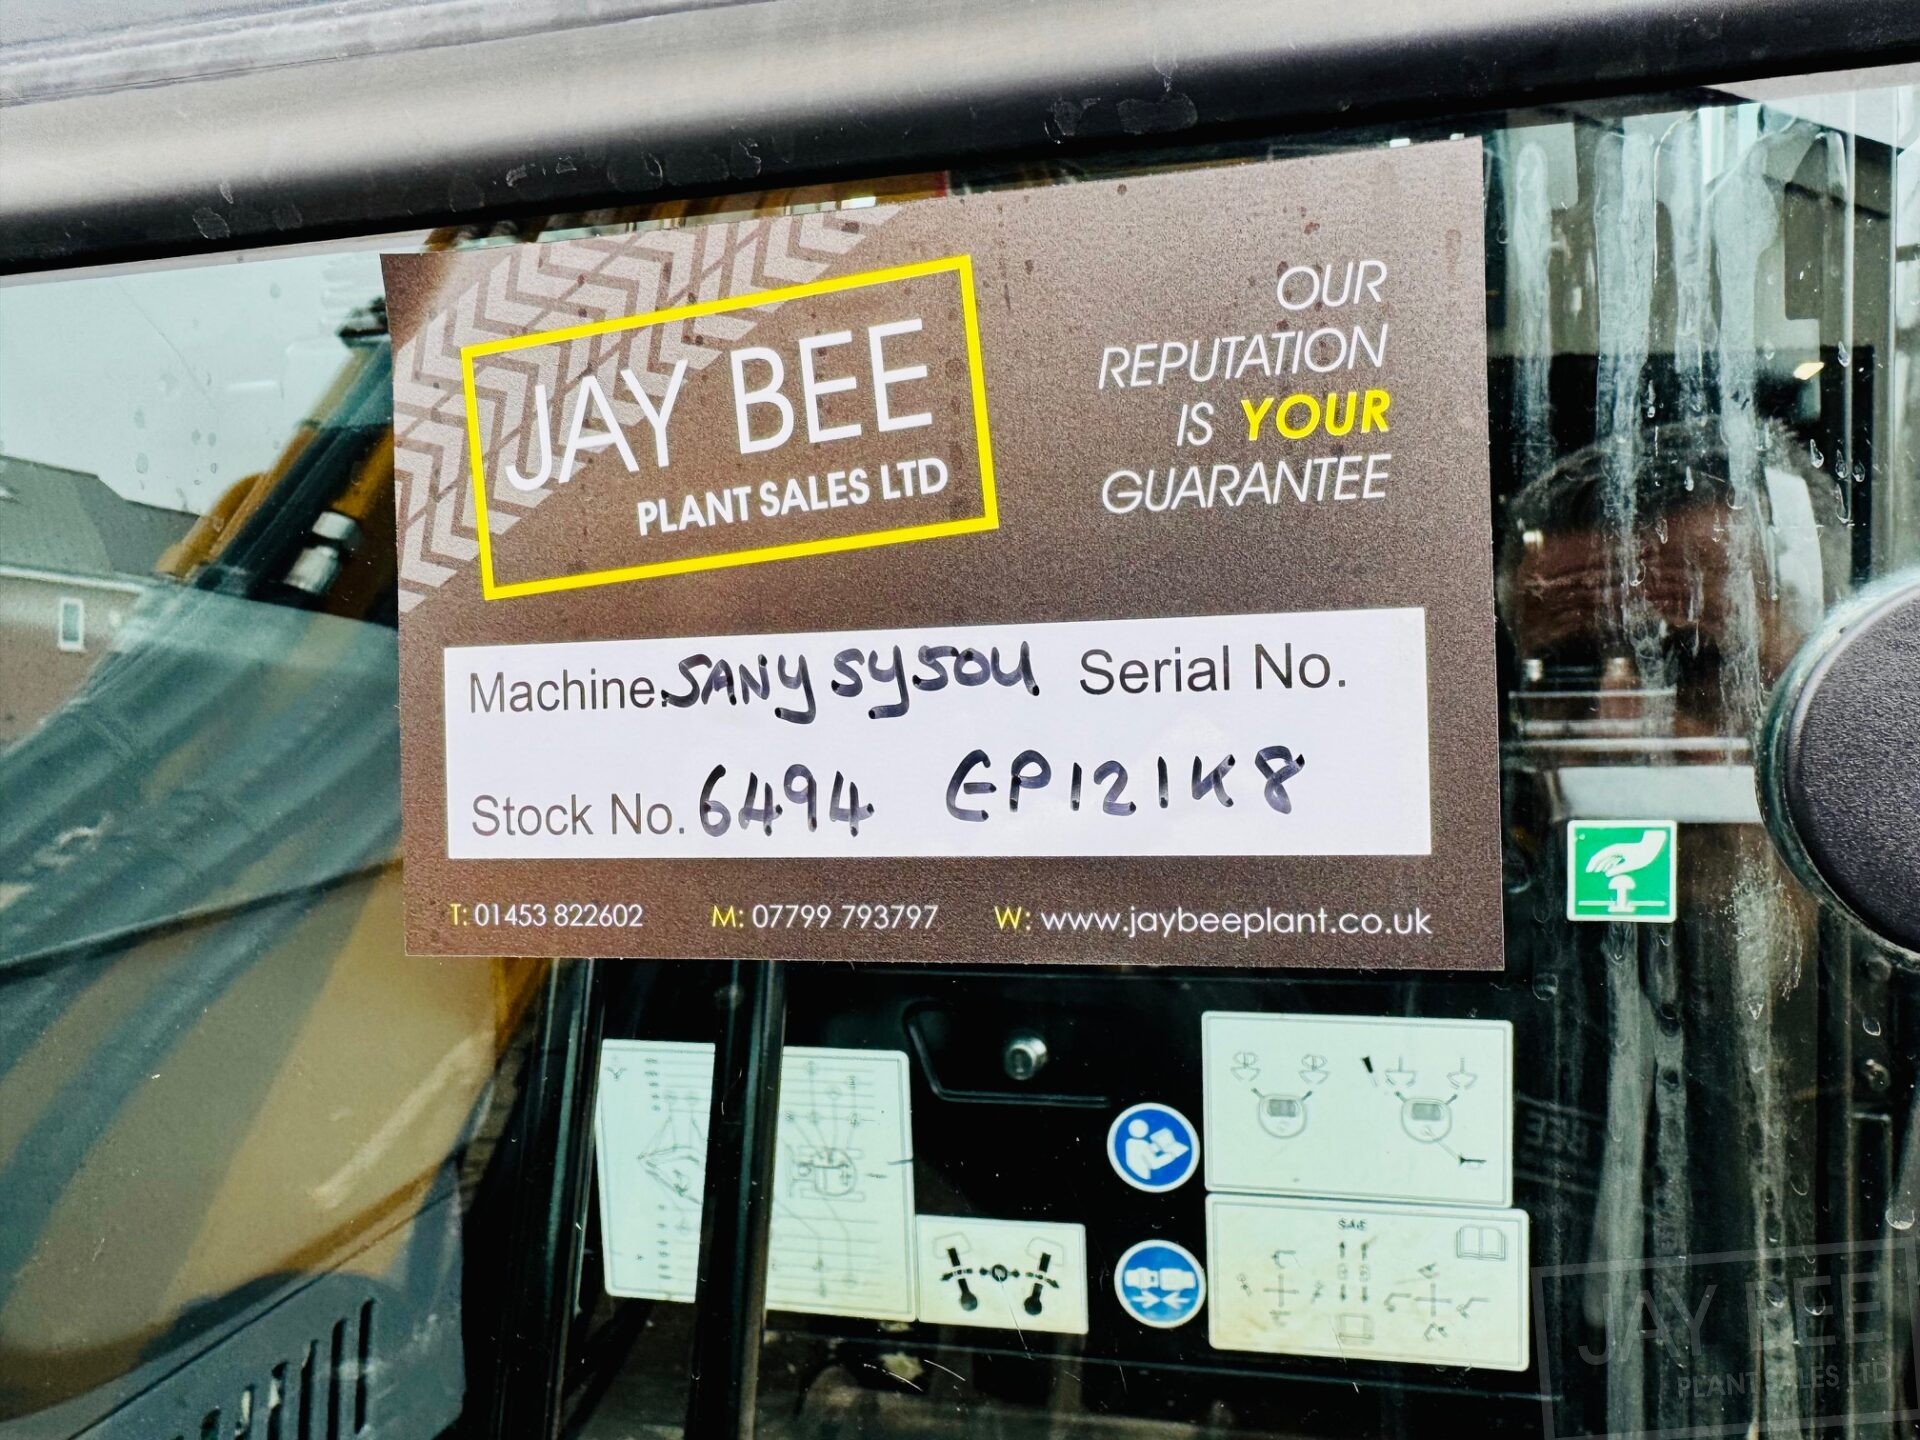 JAY BEE
PLANT SALES LTD
OUR
REPUTATION
IS YOUR
GUARANTEE
Machine. SANY SY50U Serial No.
Stock No. 6494 EP121K8
T: 01453 822602 M: 07799 793797 W: www.jaybeeplant.co.uk
SAE
JAY BEE
PLANT SALES LTD